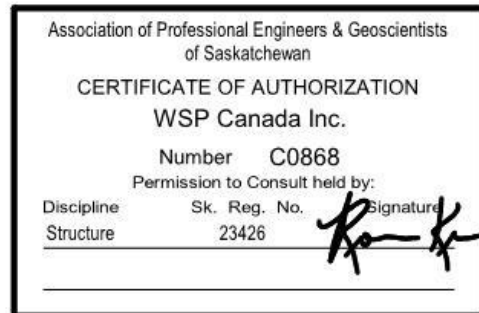 Association of Professional Engineers & Geoscientists
of Saskatchewan
CERTIFICATE OF AUTHORIZATION
WSP Canada Inc.
Number C0868
Permission to Consult held by:
Discipline Sk. Reg. No. Signature
Structure 23426